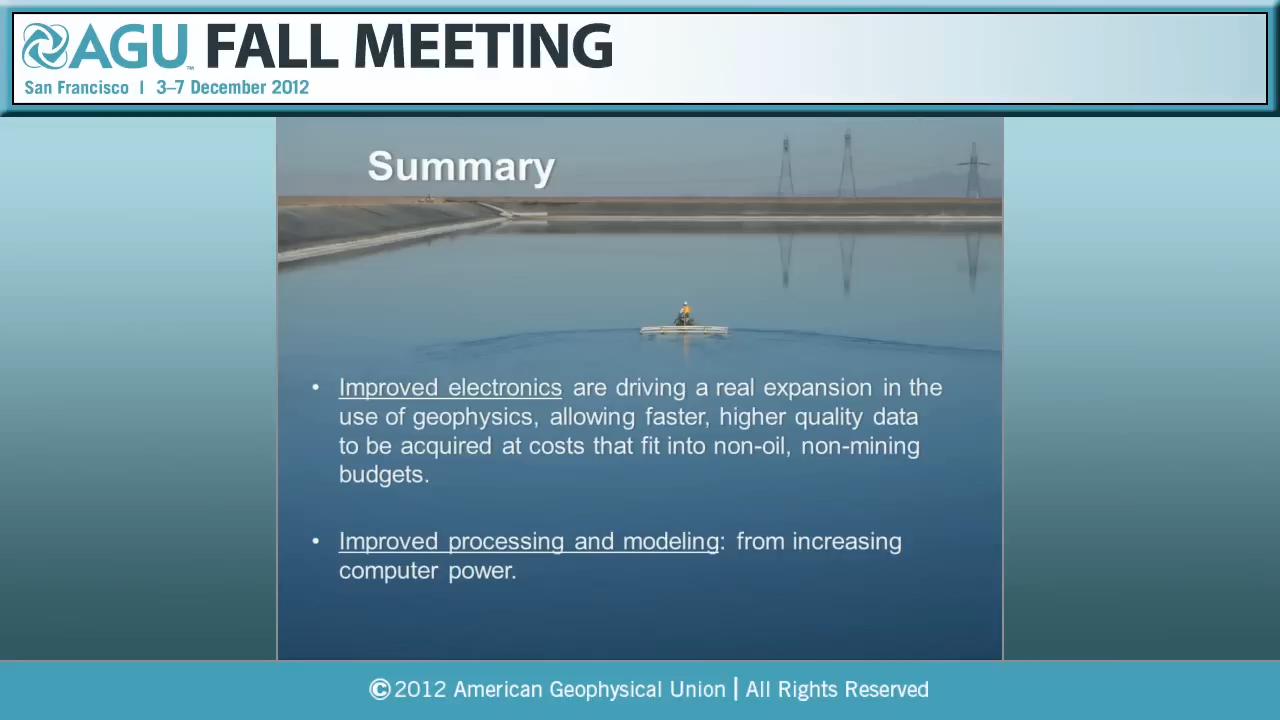 AGU™ FALL MEETING
San Francisco | 3–7 December 2012
Summary
• Improved electronics are driving a real expansion in the
use of geophysics, allowing faster, higher quality data
to be acquired at costs that fit into non-oil, non-mining
budgets.
• Improved processing and modeling: from increasing
computer power.
©2012 American Geophysical Union | All Rights Reserved